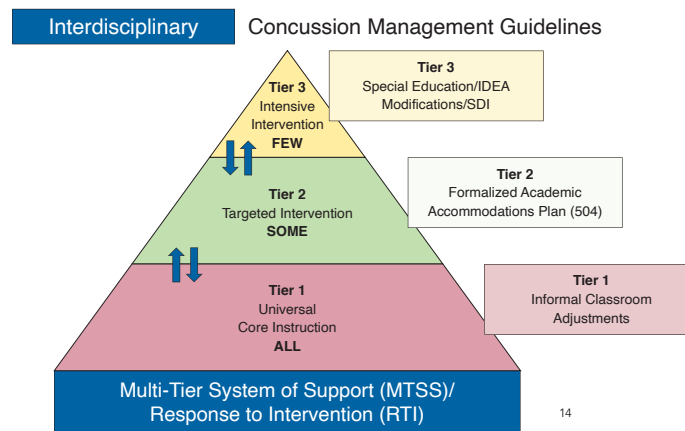 Interdisciplinary
Concussion Management Guidelines
Tier 3
Intensive
Intervention
FEW
Tier 3
Special Education/IDEA
Modifications/SDI
Tier 2
Targeted Intervention
SOME
Tier 2
Formalized Academic
Accommodations Plan (504)
Tier 1
Universal
Core Instruction
ALL
Tier 1
Informal Classroom
Adjustments
Multi-Tier System of Support (MTSS)/
Response to Intervention (RTI)
14